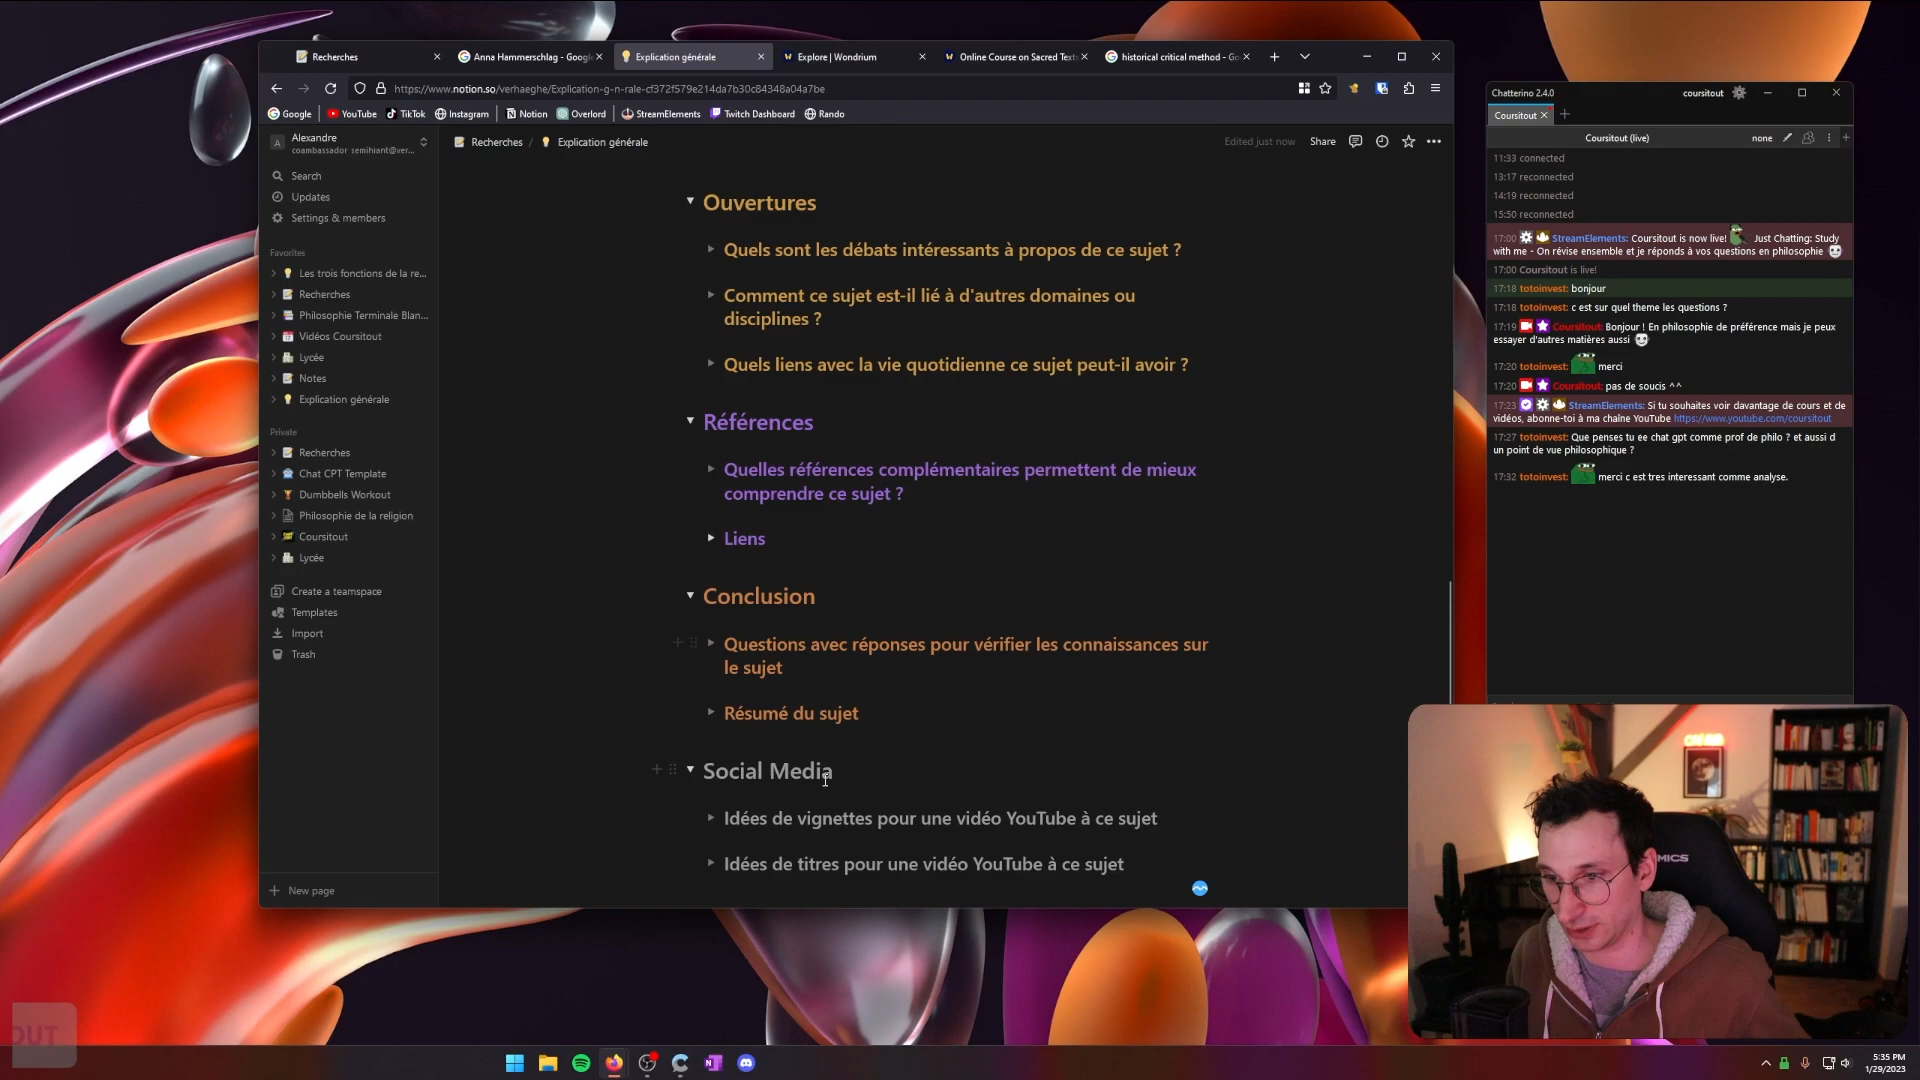 Recherches
Anna Hammerschlag - Google
Explication générale
Explore | Wondrium
Online Course on Sacred Texts
historical critical method - Go
https://www.notion.so/verhaeghe/Explication-g-n-rale-cf372f579e214da7b30c84348a04a7be
Google
YouTube
TikTok
Instagram
Notion
Overlord
StreamElements
Twitch Dashboard
Rando
A
Alexandre
Search
Updates
Settings & members
Favorites
Les trois fonctions de la re...
Recherches
Philosophie Terminale Blan...
Vidéos Coursitout
Lycée
Notes
Explication générale
Private
Recherches
Chat CPT Template
Dumbbells Workout
Philosophie de la religion
Coursitout
Lycée
Create a teamspace
Templates
Import
Trash
New page
Recherches / Explication générale
Edited just now
Share
Ouvertures
Quels sont les débats intéressants à propos de ce sujet ?
Comment ce sujet est-il lié à d'autres domaines ou
disciplines ?
Quels liens avec la vie quotidienne ce sujet peut-il avoir ?
Références
Quelles références complémentaires permettent de mieux
comprendre ce sujet ?
Liens
Conclusion
Questions avec réponses pour vérifier les connaissances sur
le sujet
Résumé du sujet
Social Media
Idées de vignettes pour une vidéo YouTube à ce sujet
Idées de titres pour une vidéo YouTube à ce sujet
Chatterino 2.4.0
coursitout
Coursitout
Coursitout (live)
none
11:33 connected
13:17 reconnected
14:19 reconnected
15:50 reconnected
17:00 StreamElements: Coursitout is now live! Just Chatting: Study
with me - On révise ensemble et je réponds à vos questions en philosophie
17:00 Coursitout is live!
17:18 totoinvest: bonjour
17:18 totoinvest: c est sur quel theme les questions ?
17:19 Coursitout: Bonjour ! En philosophie de préférence mais je peux
essayer d'autres matières aussi
17:20 totoinvest: merci
17:20 Coursitout: pas de soucis ^^
17:23 StreamElements: Si tu souhaites voir davantage de cours et de
vidéos, abonne-toi à ma chaîne YouTube https://www.youtube.com/coursitout
17:27 totoinvest: Que penses tu ee chat gpt comme prof de philo ? et aussi d
un point de vue philosophique ?
17:32 totoinvest: merci c est tres interessant comme analyse.
MICS
OUT
5:35 PM
1/29/2023